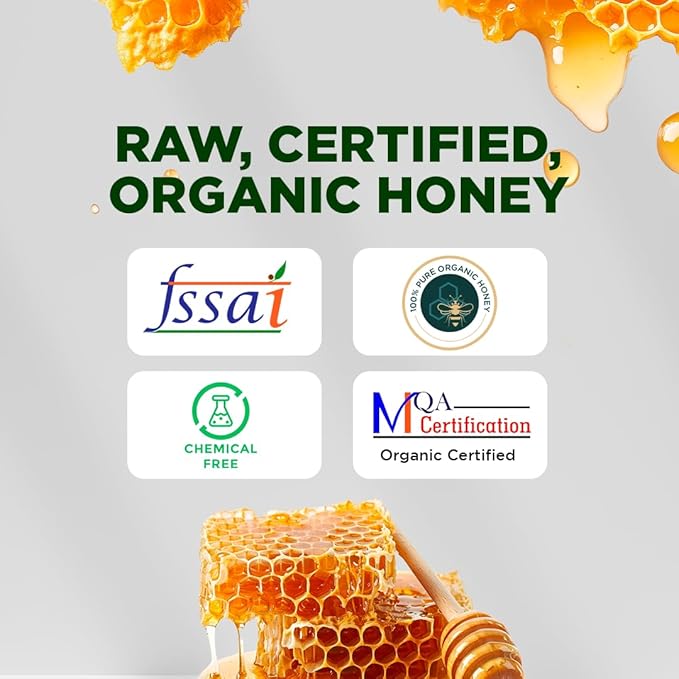 RAW, CERTIFIED,
ORGANIC HONEY
fssai
100% PURE ORGANIC HONEY
CHEMICAL
FREE
MQA
Certification
Organic Certified